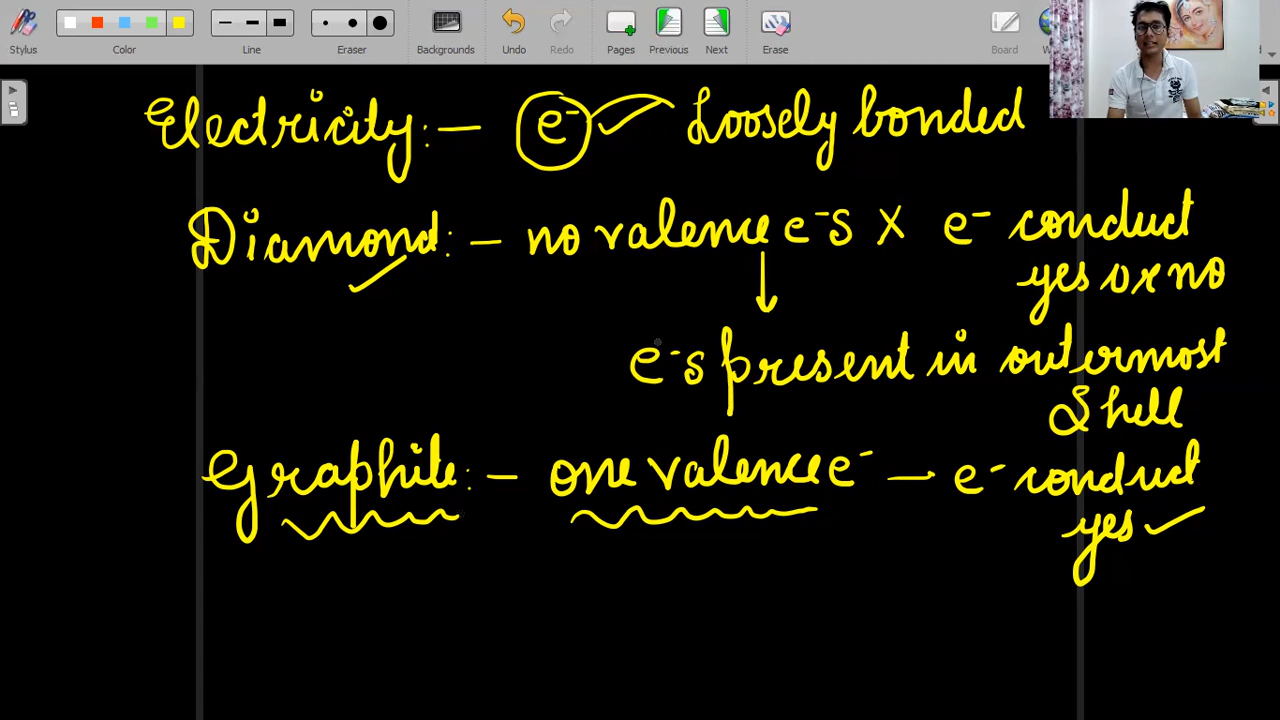 Stylus Color Line Eraser Backgrounds Undo Redo Pages Previous Next Erase Board
Electricity:- e⁻ Loosely bonded
Diamond:- no valence e⁻s X e⁻ conduct
yes or no
e⁻s present in outermost
Shell
Graphite:- one valence e⁻ - e⁻ conduct
yes